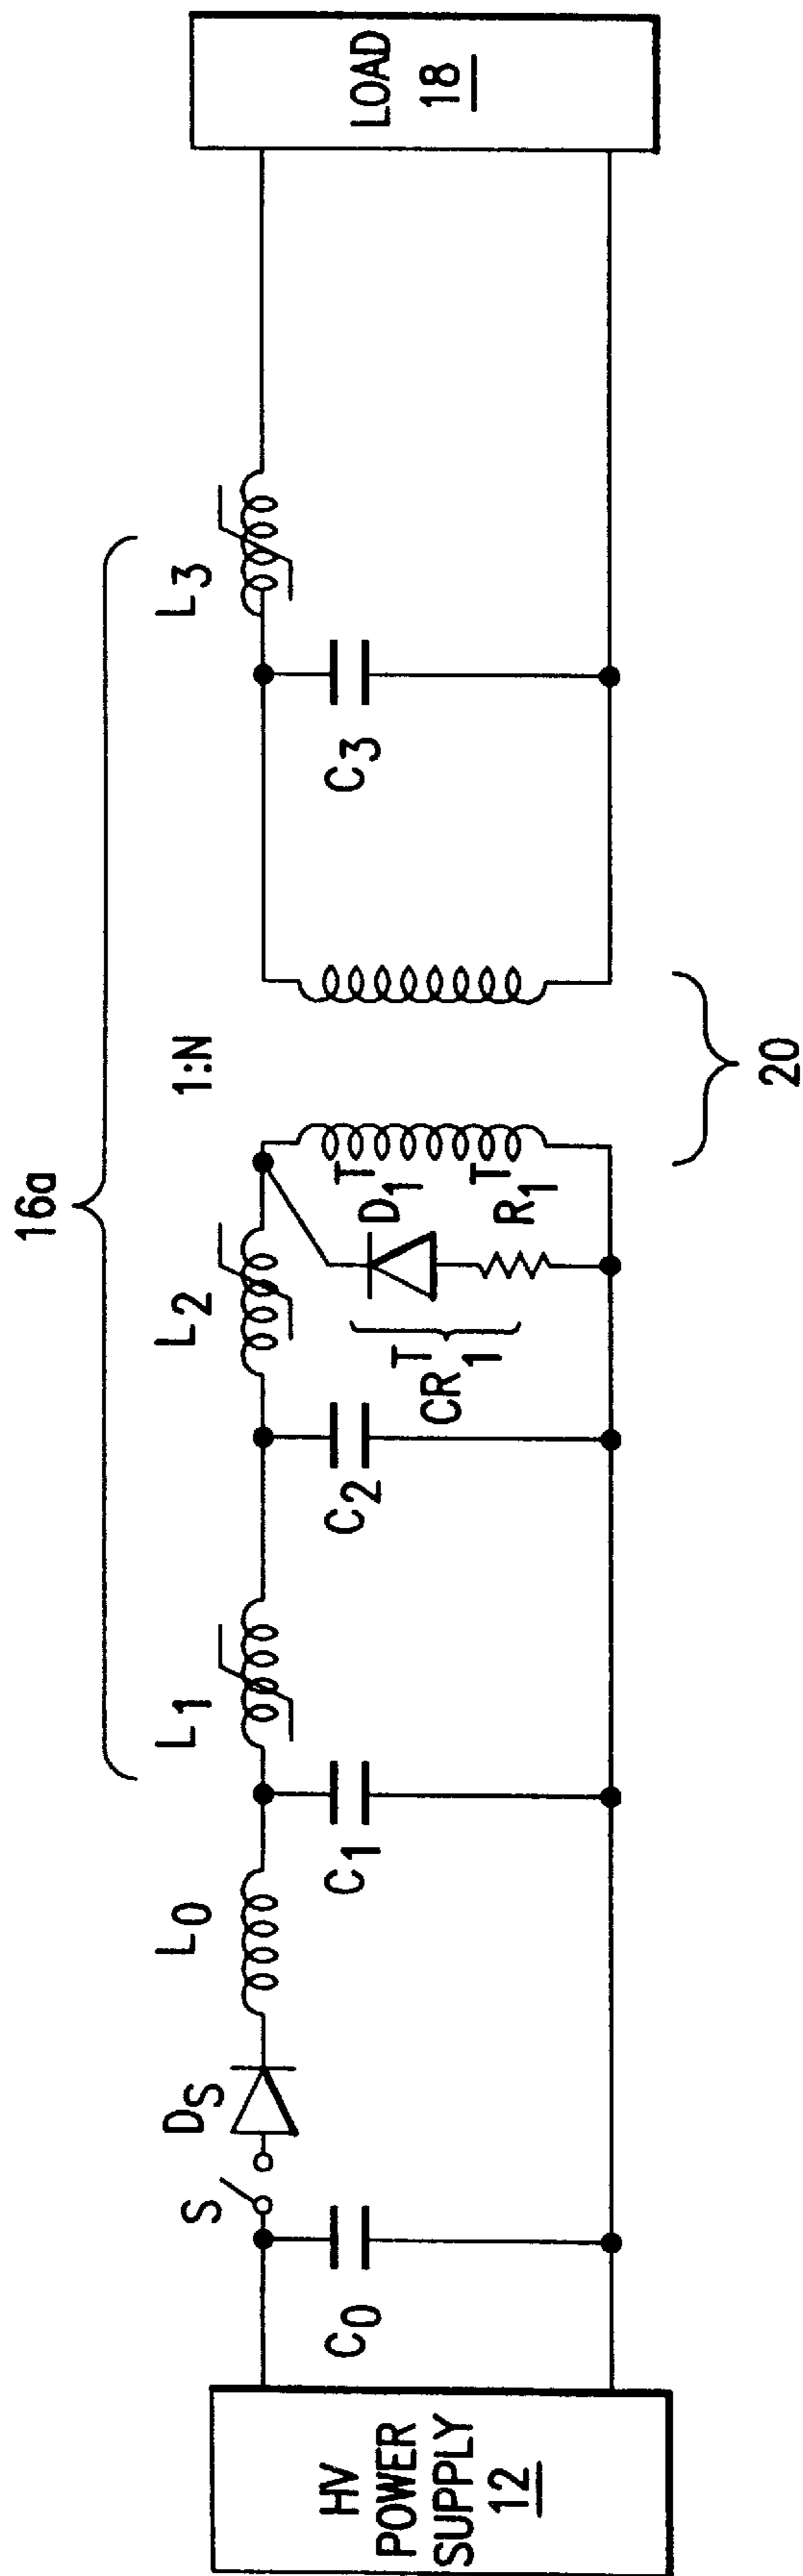 16a
HV
POWER
SUPPLY
12
C0
S
DS
L0
C1
L1
C2
L2
CR1T
D1T
R1T
1:N
20
C3
L3
LOAD
18